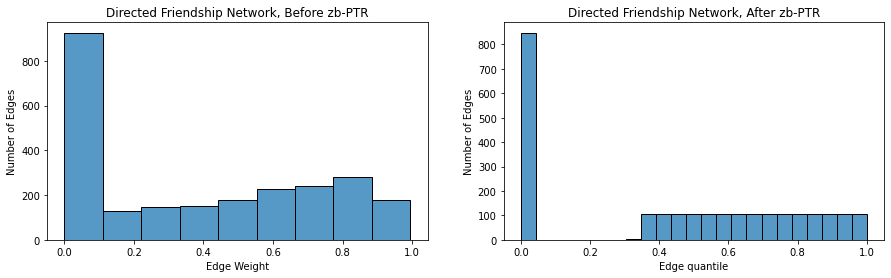 Directed Friendship Network, Before zb-PTR
Number of Edges
800
600
400
200
0
0.0 0.2 0.4 0.6 0.8 1.0
Edge Weight
Directed Friendship Network, After zb-PTR
Number of Edges
800
700
600
500
400
300
200
100
0
0.0 0.2 0.4 0.6 0.8 1.0
Edge quantile